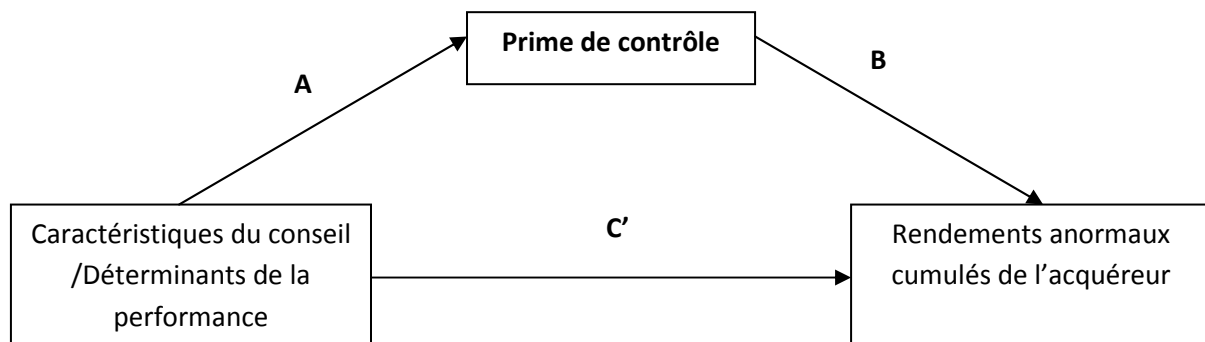 Prime de contrôle
A
B
Caractéristiques du conseil
/Déterminants de la
performance
C’
Rendements anormaux
cumulés de l’acquéreur